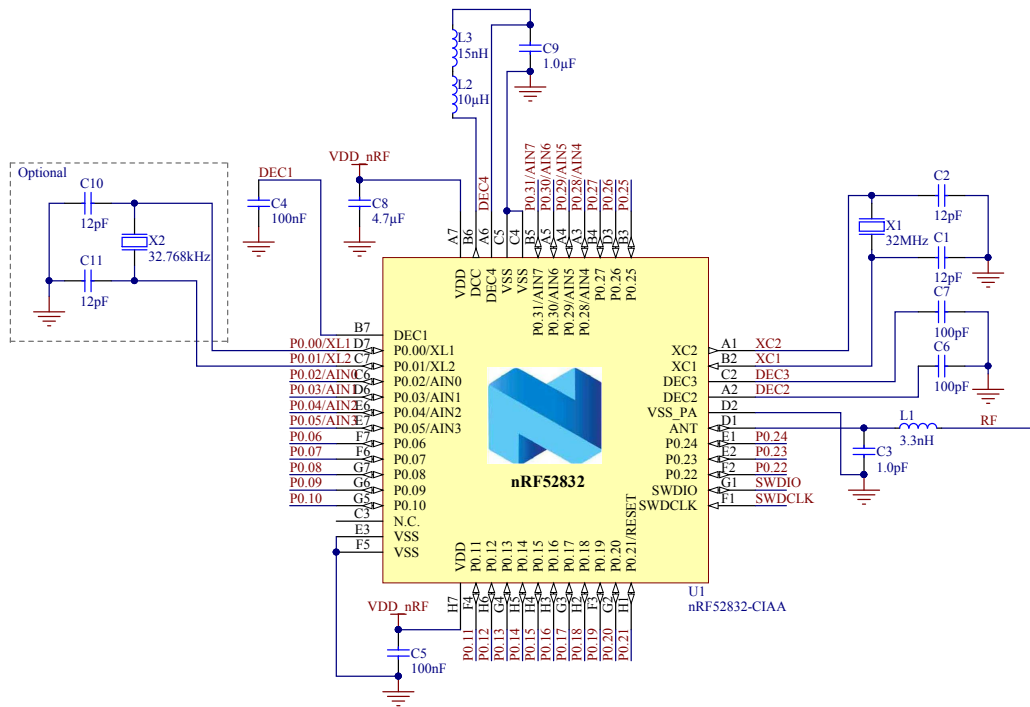 L3
15nH
L2
10µH
C9
1.0µF
Optional
C10
12pF
X2
32.768kHz
C11
12pF
DEC1
C4
100nF
VDD_nRF
C8
4.7µF
DEC4
P0.31/AIN7
P0.30/AIN6
P0.29/AIN5
P0.28/AIN4
P0.27
P0.26
P0.25
A7
B6
A6
C5
C4
B5
A5
A4
A3
B4
D3
B3
VDD
DCC
DEC4
VSS
VSS
P0.31/AIN7
P0.30/AIN6
P0.29/AIN5
P0.28/AIN4
P0.27
P0.26
P0.25
C2
12pF
X1
32MHz
C1
12pF
C7
100pF
C6
100pF
B7 DEC1
P0.00/XL1 D7 P0.00/XL1
P0.01/XL2 C7 P0.01/XL2
P0.02/AIN0 C6 P0.02/AIN0
P0.03/AIN1 D6 P0.03/AIN1
P0.04/AIN2 E6 P0.04/AIN2
P0.05/AIN3 E7 P0.05/AIN3
P0.06 F7 P0.06
P0.07 F6 P0.07
P0.08 G7 P0.08
P0.09 G6 P0.09
P0.10 G5 P0.10
C3 N.C.
E3 VSS
F5 VSS
nRF52832
XC2 A1 XC2
XC1 B2 XC1
DEC3 C2 DEC3
DEC2 A2 DEC2
VSS_PA D2
ANT D1
P0.24 E1 P0.24
P0.23 E2 P0.23
P0.22 F2 P0.22
SWDIO G1 SWDIO
SWDCLK F1 SWDCLK
L1
3.3nH
RF
C3
1.0pF
VDD
P0.11
P0.12
P0.13
P0.14
P0.15
P0.16
P0.17
P0.18
P0.19
P0.20
P0.21/RESET
U1
nRF52832-CIAA
H7
F4
H6
G4
H5
H4
H3
G3
H2
F3
G2
H1
VDD_nRF
C5
100nF
P0.11
P0.12
P0.13
P0.14
P0.15
P0.16
P0.17
P0.18
P0.19
P0.20
P0.21